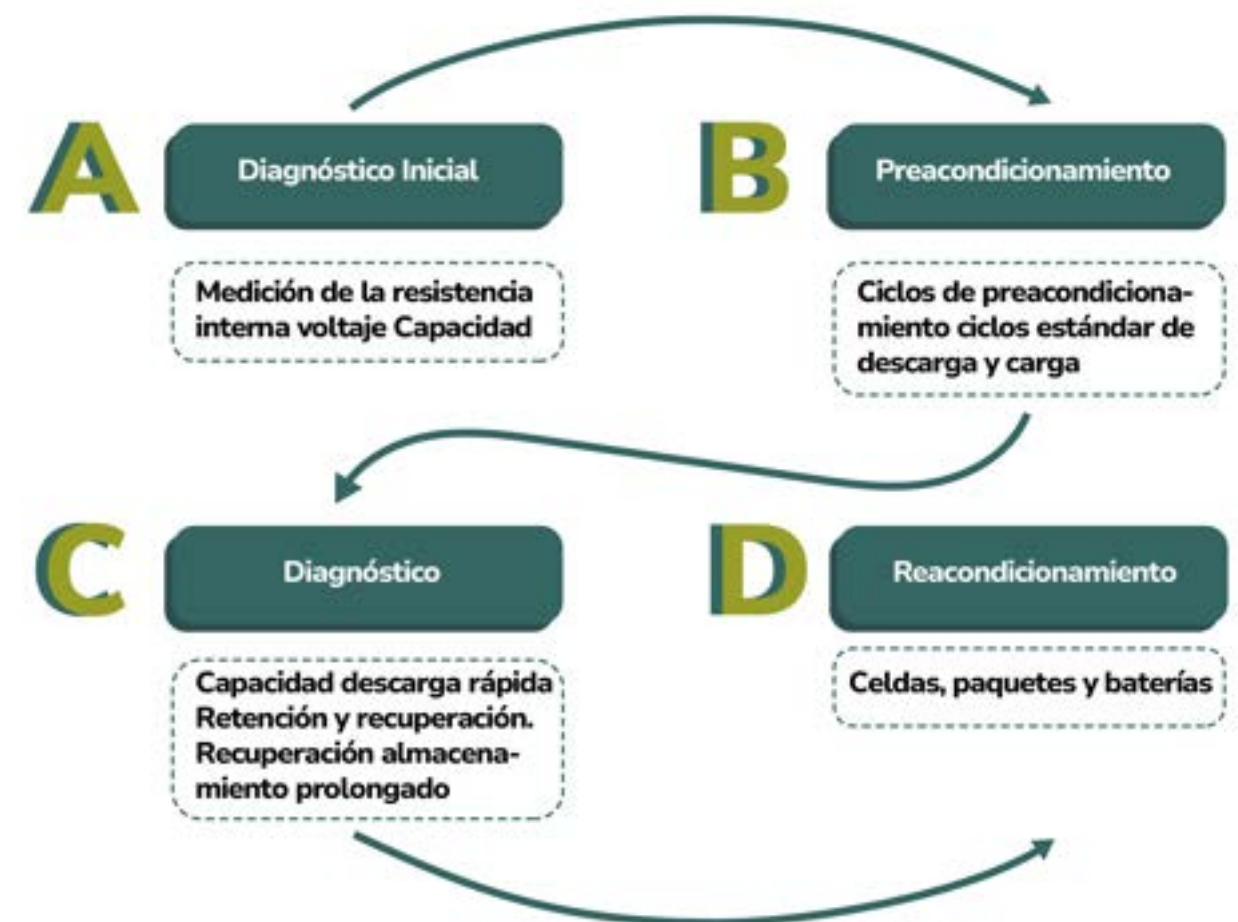 A
Diagnóstico Inicial
Medición de la resistencia
interna voltaje Capacidad
B
Preacondicionamiento
Ciclos de preacondiciona-
miento ciclos estándar de
descarga y carga
C
Diagnóstico
Capacidad descarga rápida
Retención y recuperación.
Recuperación almacena-
miento prolongado
D
Reacondicionamiento
Celdas, paquetes y baterías